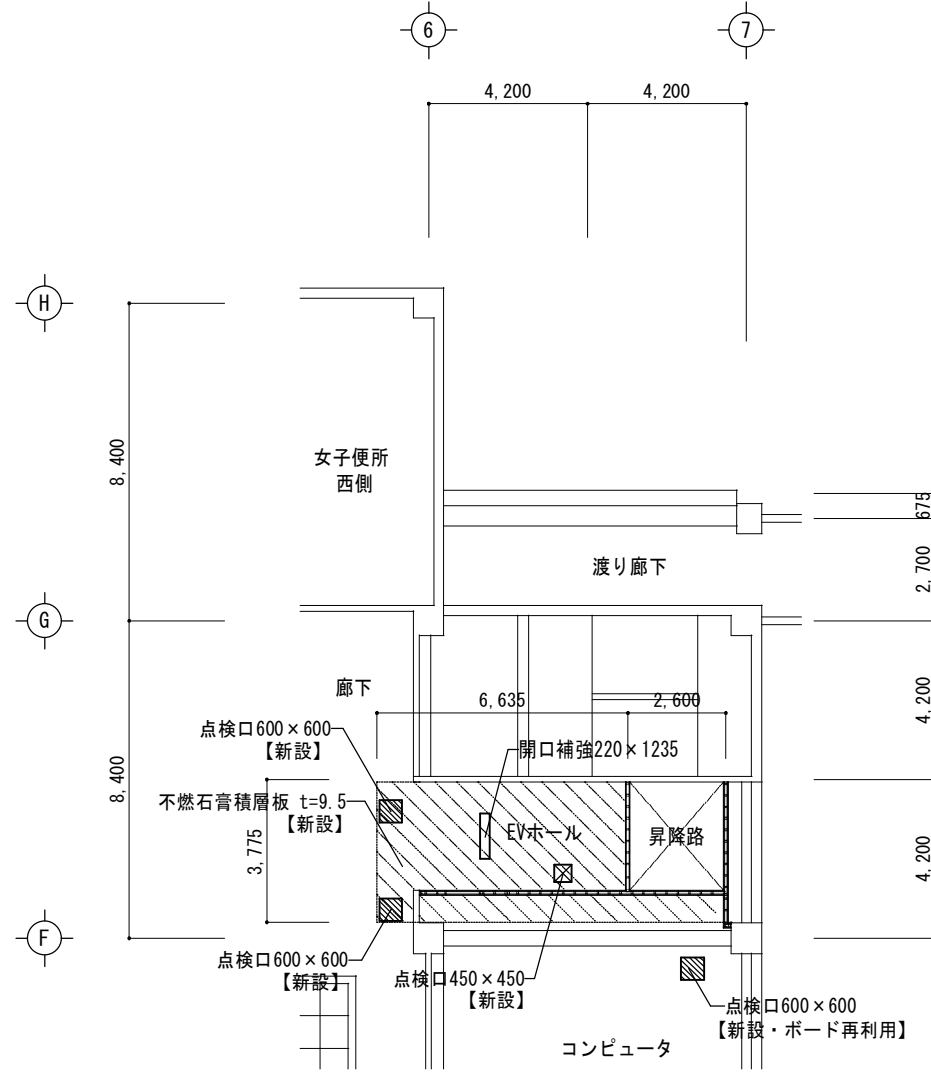 6
7
4,200
4,200
H
8,400
女子便所
西側
675
渡り廊下
2,700
G
廊下
6,635
2,600
4,200
点検口600×600
【新設】
開口補強220×1235
8,400
不燃石膏積層板 t=9.5
【新設】
EVホール
昇降路
3,775
4,200
F
点検口600×600
【新設】
点検口450×450
【新設】
点検口600×600
【新設・ボード再利用】
コンピュータ